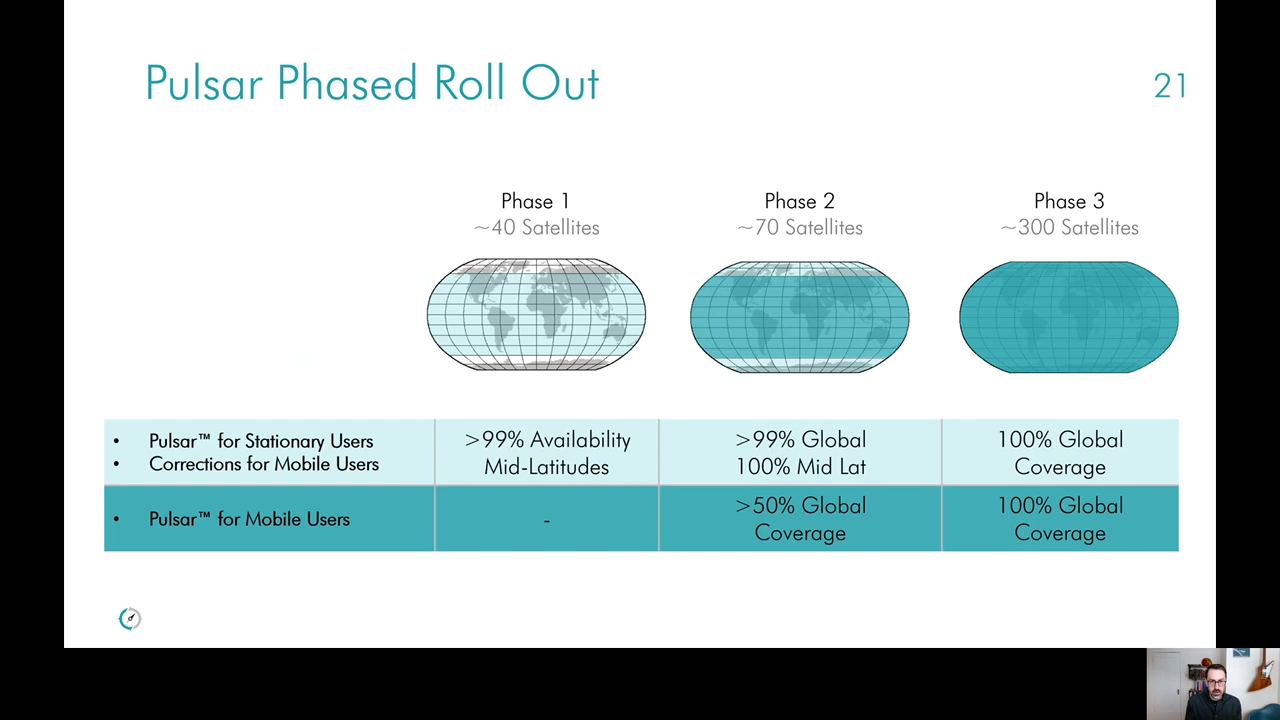 Pulsar Phased Roll Out
21
Phase 1
~40 Satellites
Phase 2
~70 Satellites
Phase 3
~300 Satellites
• Pulsar™ for Stationary Users
• Corrections for Mobile Users
>99% Availability
Mid-Latitudes
>99% Global
100% Mid Lat
100% Global
Coverage
• Pulsar™ for Mobile Users
-
>50% Global
Coverage
100% Global
Coverage